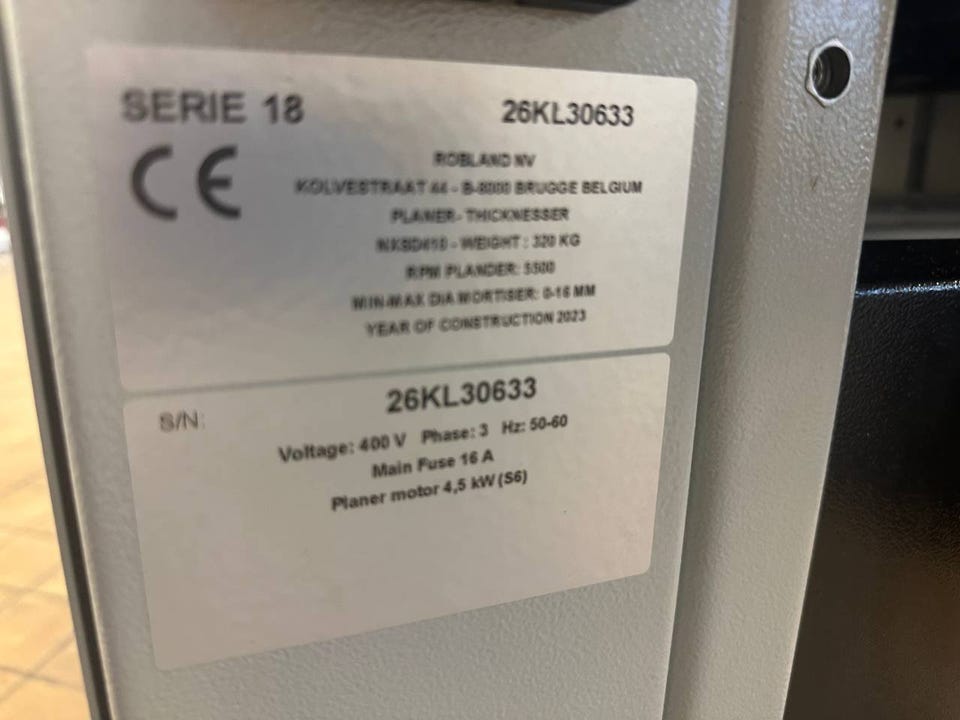 SERIE 18 26KL30633
CE
ROBLAND NV
KOLVESTRAAT 44 - B-8000 BRUGGE BELGIUM
PLANER- THICKNESSER
- WEIGHT : 320 KG
RPM PLANDER: 5500
MIN-MAX DIA MORTISER: 0-16 MM
YEAR OF CONSTRUCTION 2023
S/N: 26KL30633
Voltage: 400 V Phase: 3 Hz: 50-60
Main Fuse 16 A
Planer motor 4,5 kW (S6)